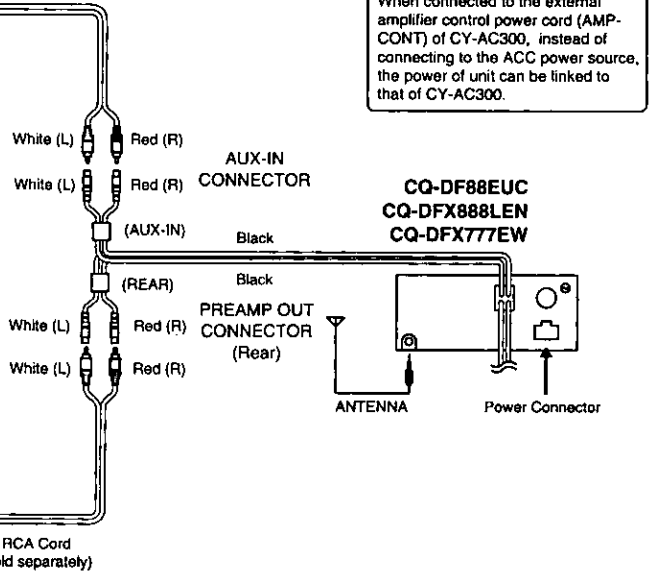 When connected to the external
amplifier control power cord (AMP-
CONT) of CY-AC300, instead of
connecting to the ACC power source,
the power of unit can be linked to
that of CY-AC300.
White (L) Red (R)
AUX-IN
CONNECTOR
White (L) Red (R)
(AUX-IN)
Black
CQ-DF88EUC
CQ-DFX888LEN
CQ-DFX777EW
(REAR)
Black
PREAMP OUT
CONNECTOR
(Rear)
White (L) Red (R)
White (L) Red (R)
ANTENNA
Power Connector
RCA Cord
separately)